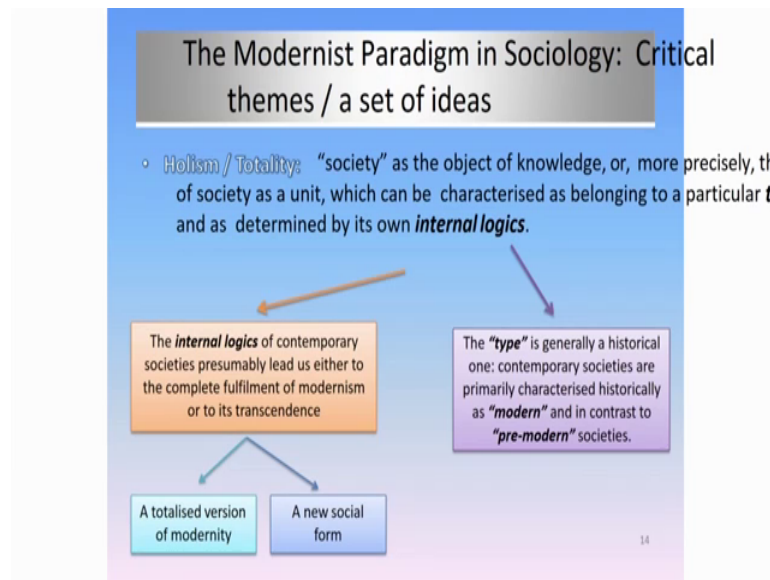 The Modernist Paradigm in Sociology: Critical
themes / a set of ideas
• Holism / Totality: “society” as the object of knowledge, or, more precisely,
of society as a unit, which can be characterised as belonging to a particular
and as determined by its own internal logics.
The internal logics of contemporary
societies presumably lead us either to
the complete fulfilment of modernism
or to its transcendence
The “type” is generally a historical
one: contemporary societies are
primarily characterised historically
as “modern” and in contrast to
“pre-modern” societies.
A totalised version
of modernity
A new social
form
14